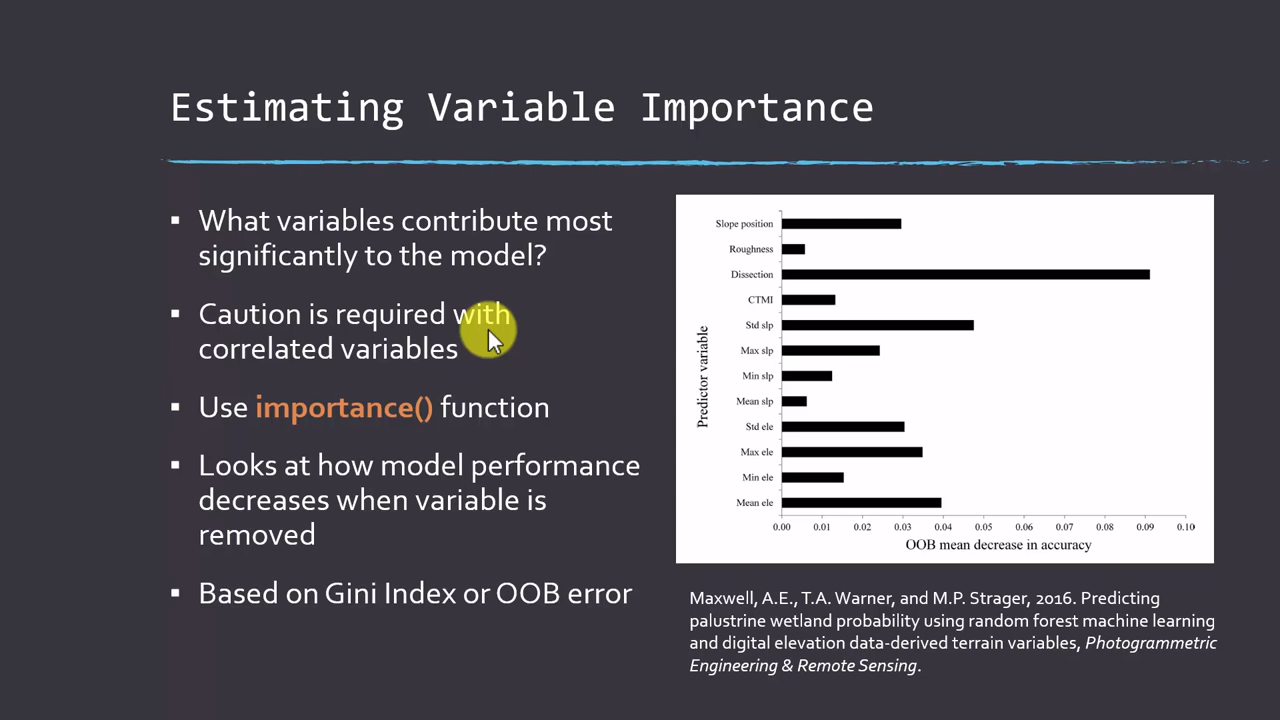 Estimating Variable Importance
▪ What variables contribute most
significantly to the model?
▪ Caution is required with
correlated variables
▪ Use importance() function
▪ Looks at how model performance
decreases when variable is
removed
▪ Based on Gini Index or OOB error
Predictor variable
Slope position
Roughness
Dissection
CTMI
Std slp
Max slp
Min slp
Mean slp
Std ele
Max ele
Min ele
Mean ele
0.00 0.01 0.02 0.03 0.04 0.05 0.06 0.07 0.08 0.09 0.10
OOB mean decrease in accuracy
Maxwell, A.E., T.A. Warner, and M.P. Strager, 2016. Predicting
palustrine wetland probability using random forest machine learning
and digital elevation data-derived terrain variables, Photogrammetric
Engineering & Remote Sensing.